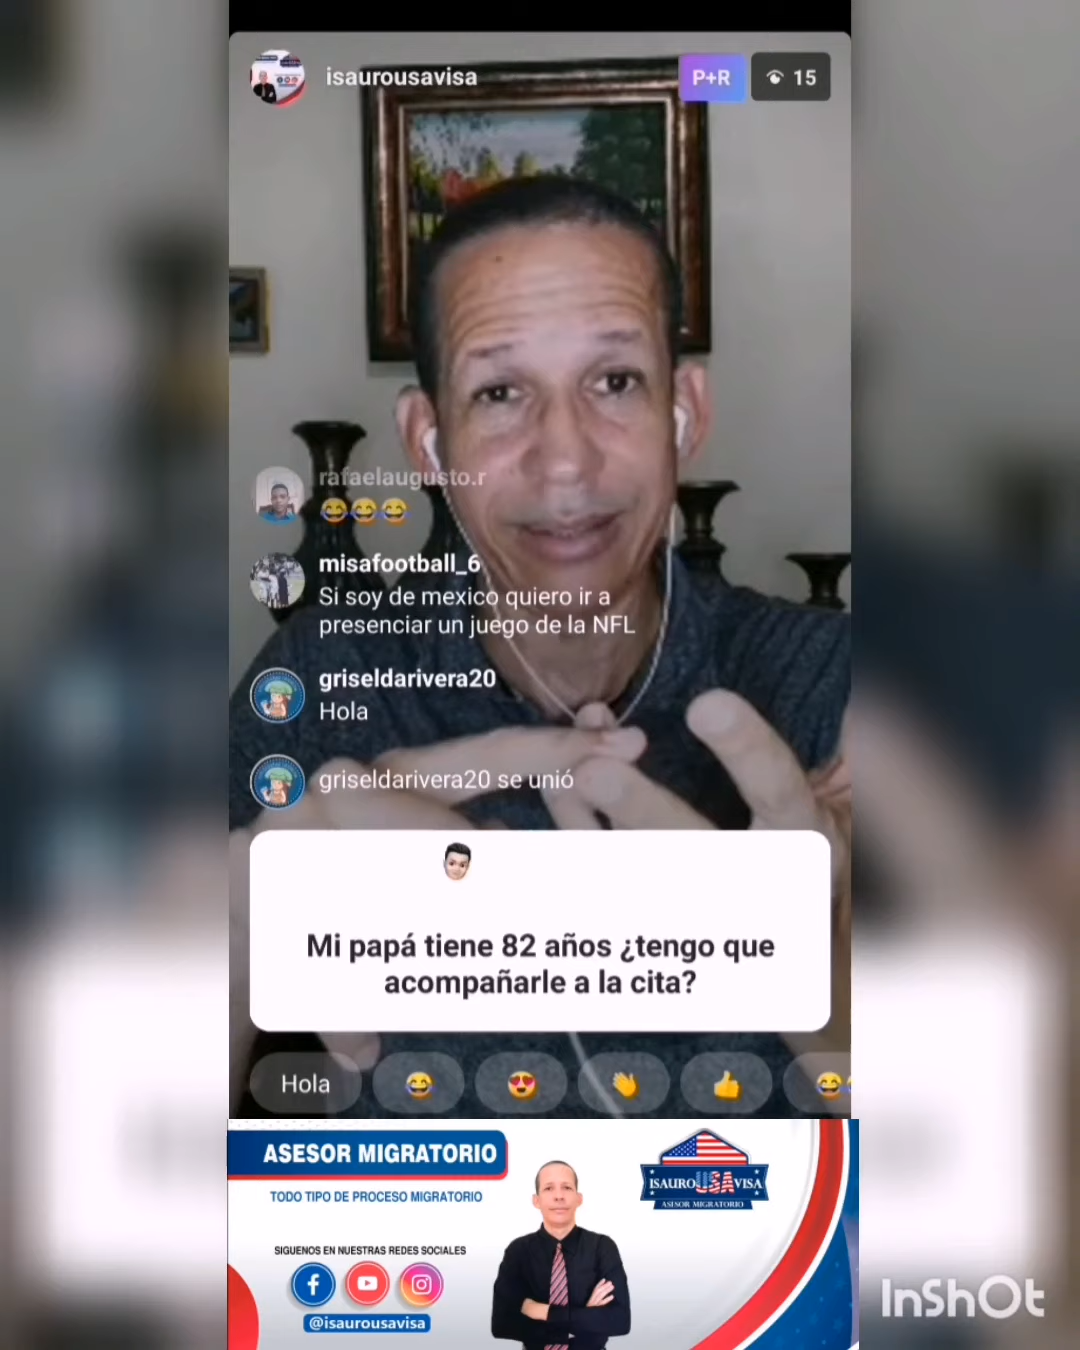 isaurousavisa
P+R
15
rafaelaugusto.r
😂😂😂
misafootball_6
Si soy de mexico quiero ir a
presenciar un juego de la NFL
griseldarivera20
Hola
griseldarivera20 se unió
Mi papá tiene 82 años ¿tengo que
acompañarle a la cita?
Hola
ASESOR MIGRATORIO
TODO TIPO DE PROCESO MIGRATORIO
SIGUENOS EN NUESTRAS REDES SOCIALES
@isaurousavisa
ISAURO USA VISA
ASESOR MIGRATORIO
InShOt